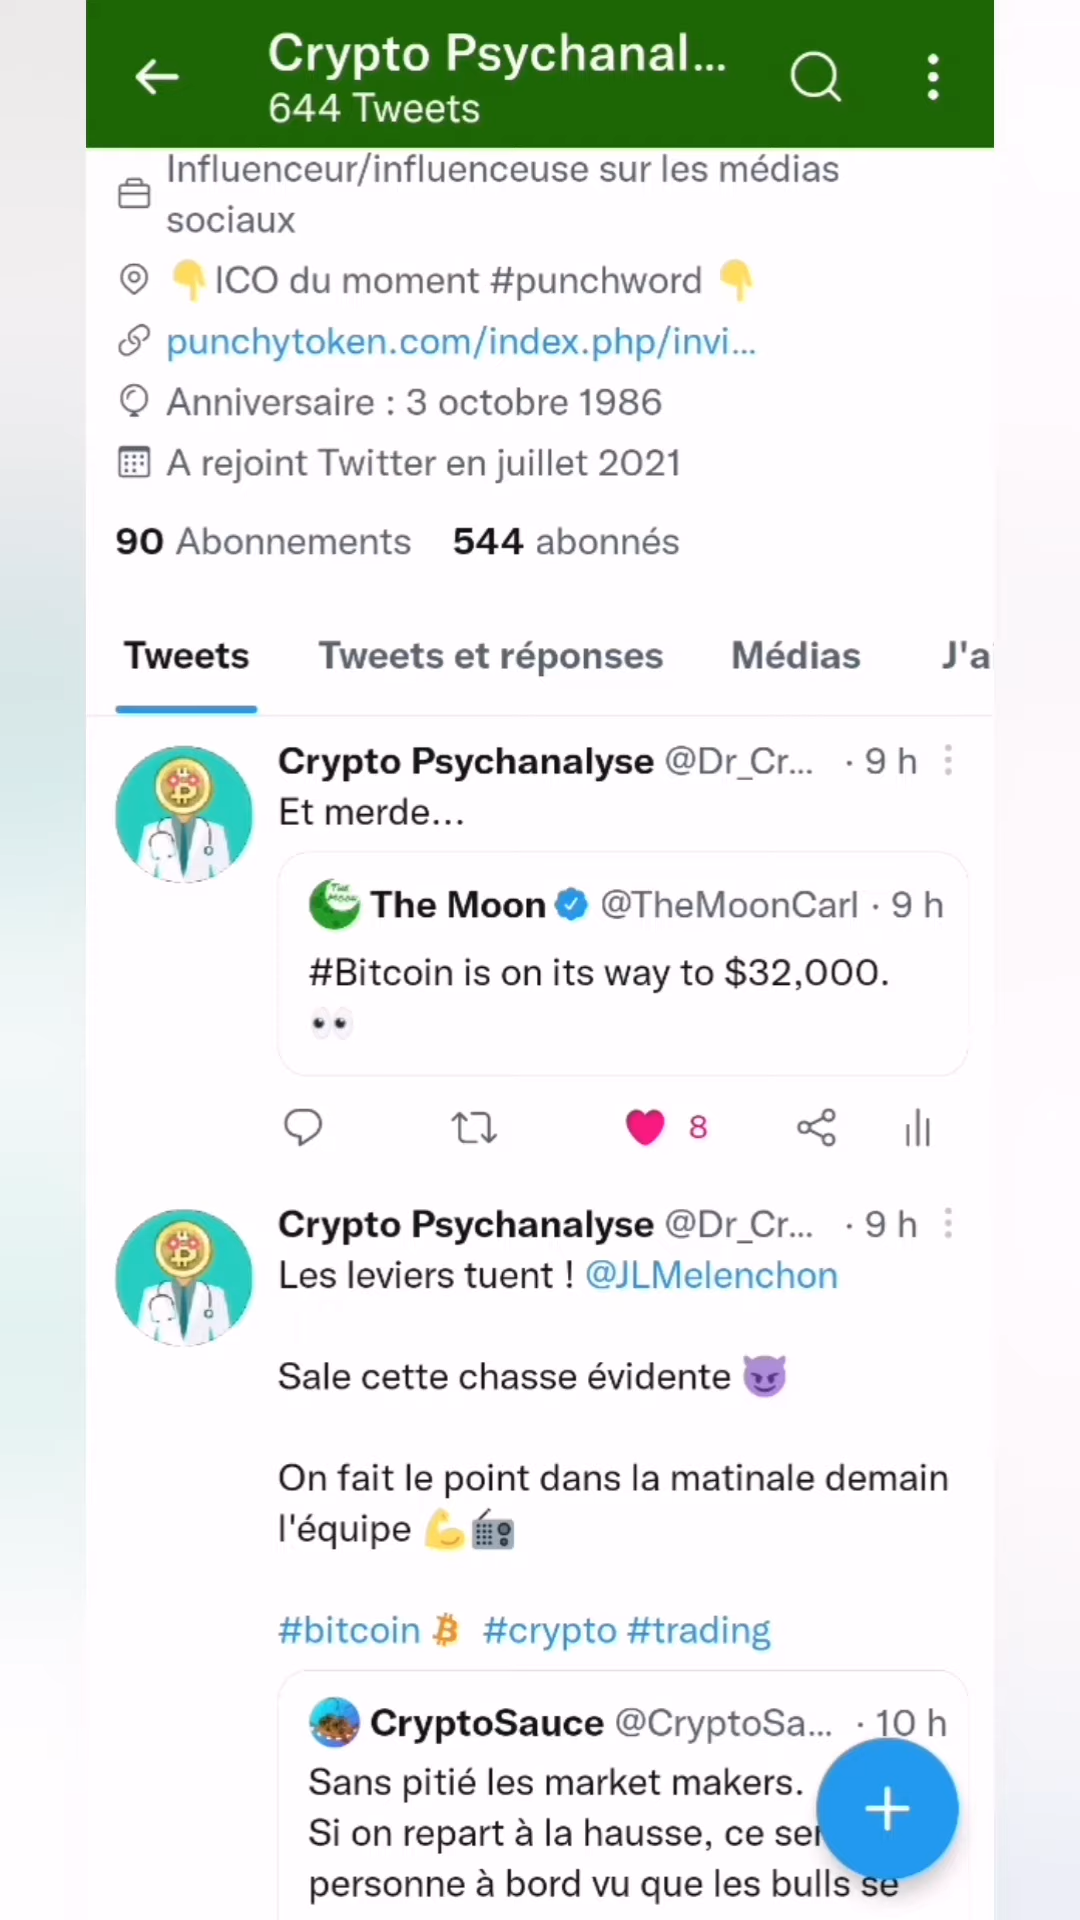 Crypto Psychanal...
644 Tweets
Influenceur/influenceuse sur les médias
sociaux
👇ICO du moment #punchword 👇
punchytoken.com/index.php/invi...
Anniversaire : 3 octobre 1986
A rejoint Twitter en juillet 2021
90 Abonnements 544 abonnés
Tweets Tweets et réponses Médias J'a
Crypto Psychanalyse @Dr_Cr... · 9 h
Et merde...
The Moon @TheMoonCarl · 9 h
#Bitcoin is on its way to $32,000.
👀
8
Crypto Psychanalyse @Dr_Cr... · 9 h
Les leviers tuent ! @JLMelenchon
Sale cette chasse évidente 😈
On fait le point dans la matinale demain
l'équipe 💪📻
#bitcoin #crypto #trading
CryptoSauce @CryptoSa... · 10 h
Sans pitié les market makers.
Si on repart à la hausse, ce
personne à bord vu que les bulls se